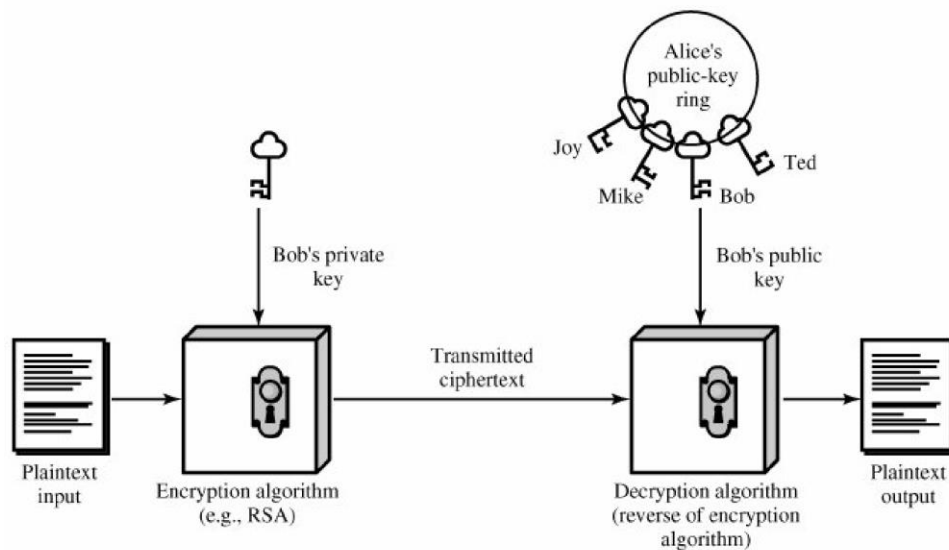 Alice's
public-key
ring
Joy
Ted
Mike
Bob
Bob's private
key
Bob's public
key
Transmitted
ciphertext
Plaintext
input
Encryption algorithm
(e.g., RSA)
Decryption algorithm
(reverse of encryption
algorithm)
Plaintext
output